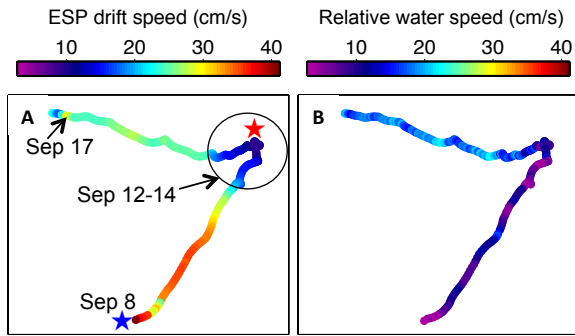 ESP drift speed (cm/s)
Relative water speed (cm/s)
10 20 30 40
10 20 30 40
A
Sep 17
Sep 12-14
Sep 8
B